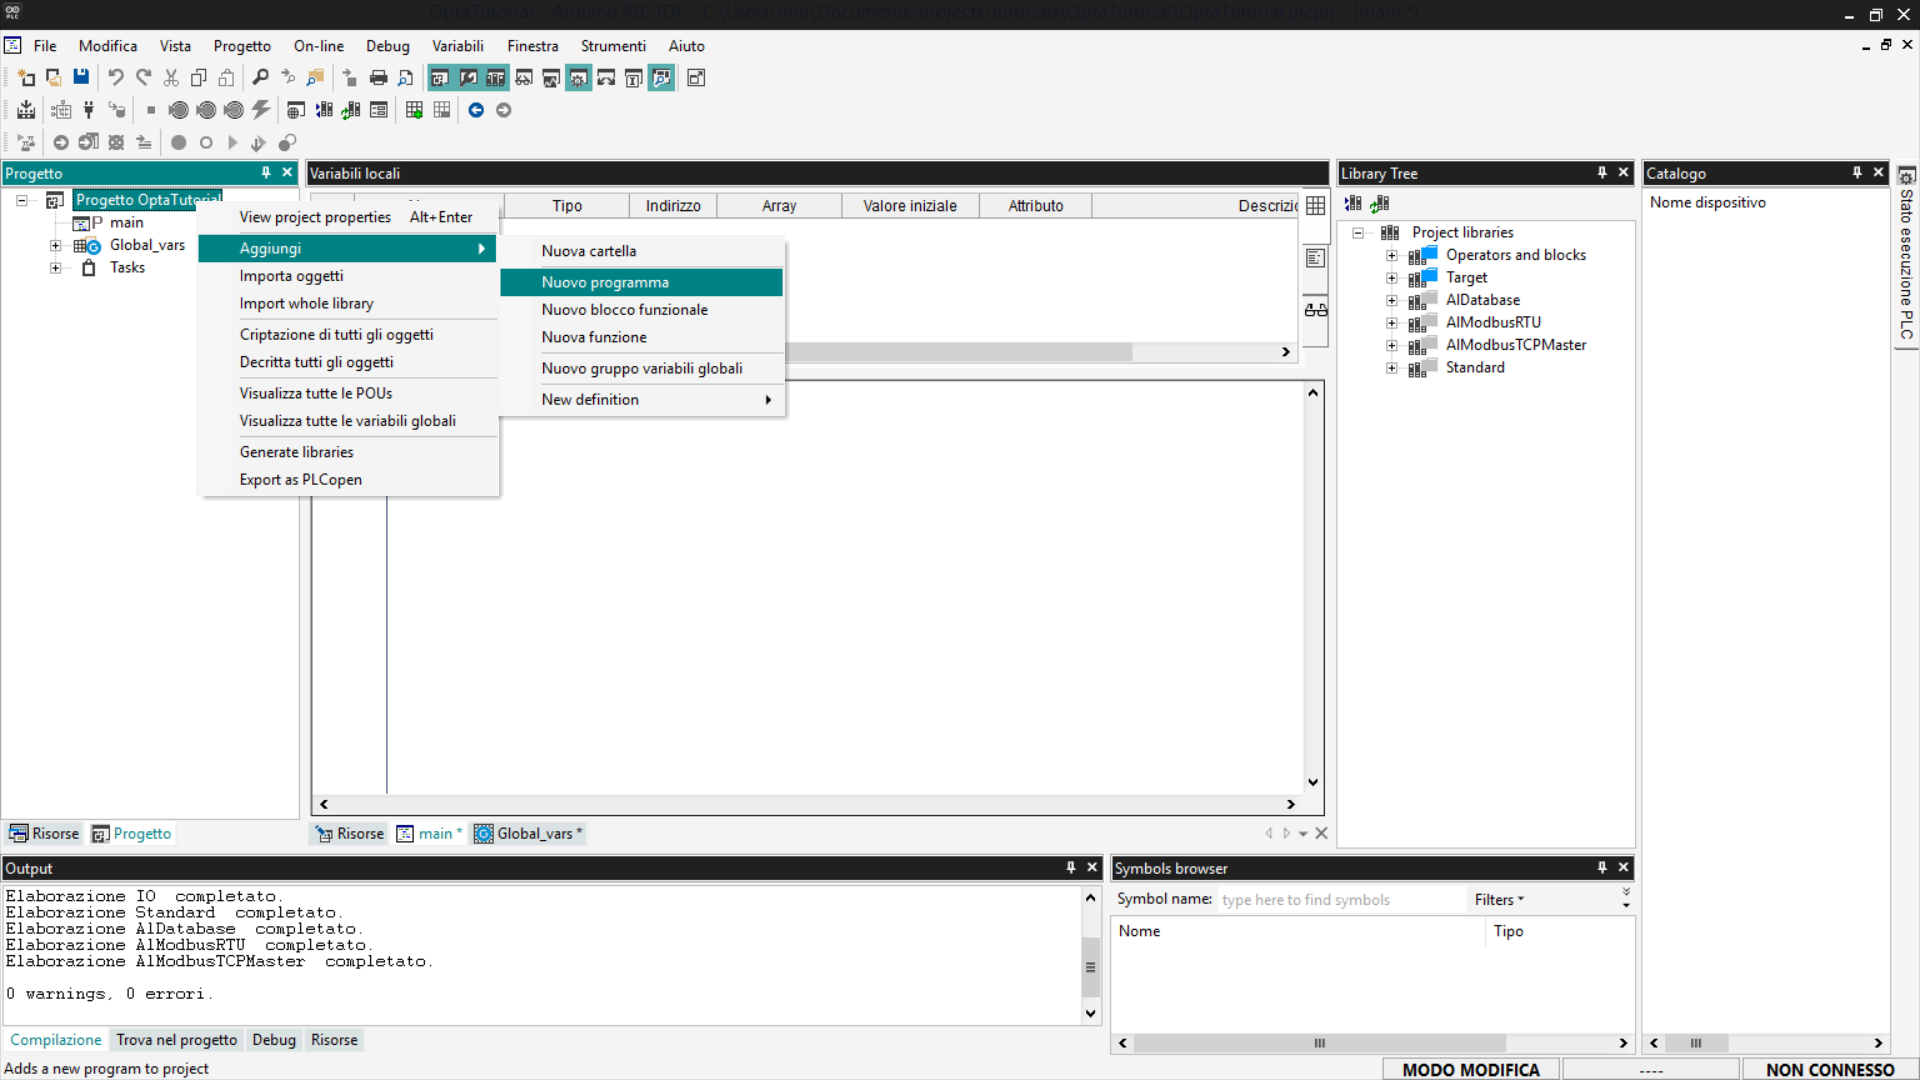 OptaTutorial - Arduino PLC IDE - C:\Users\filip\Documents\projects\tutorials\OptaTutorial\OptaTutorial.plcprj - [main *]
File Modifica Vista Progetto On-line Debug Variabili Finestra Strumenti Aiuto
Progetto
Progetto OptaTutorial
main
Global_vars
Tasks
View project properties Alt+Enter
Aggiungi
Importa oggetti
Import whole library
Criptazione di tutti gli oggetti
Decritta tutti gli oggetti
Visualizza tutte le POUs
Visualizza tutte le variabili globali
Generate libraries
Export as PLCopen
Nuova cartella
Nuovo programma
Nuovo blocco funzionale
Nuova funzione
Nuovo gruppo variabili globali
New definition
Variabili locali
Tipo Indirizzo Array Valore iniziale Attributo Descrizio
Library Tree
Project libraries
Operators and blocks
Target
AlDatabase
AlModbusRTU
AlModbusTCPMaster
Standard
Catalogo
Nome dispositivo
Stato esecuzione PLC
Risorse Progetto
Risorse main * Global_vars *
Output
Elaborazione IO completato.
Elaborazione Standard completato.
Elaborazione AlDatabase completato.
Elaborazione AlModbusRTU completato.
Elaborazione AlModbusTCPMaster completato.
0 warnings, 0 errori.
Compilazione Trova nel progetto Debug Risorse
Symbols browser
Symbol name: type here to find symbols Filters
Nome Tipo
Adds a new program to project
MODO MODIFICA ---- NON CONNESSO